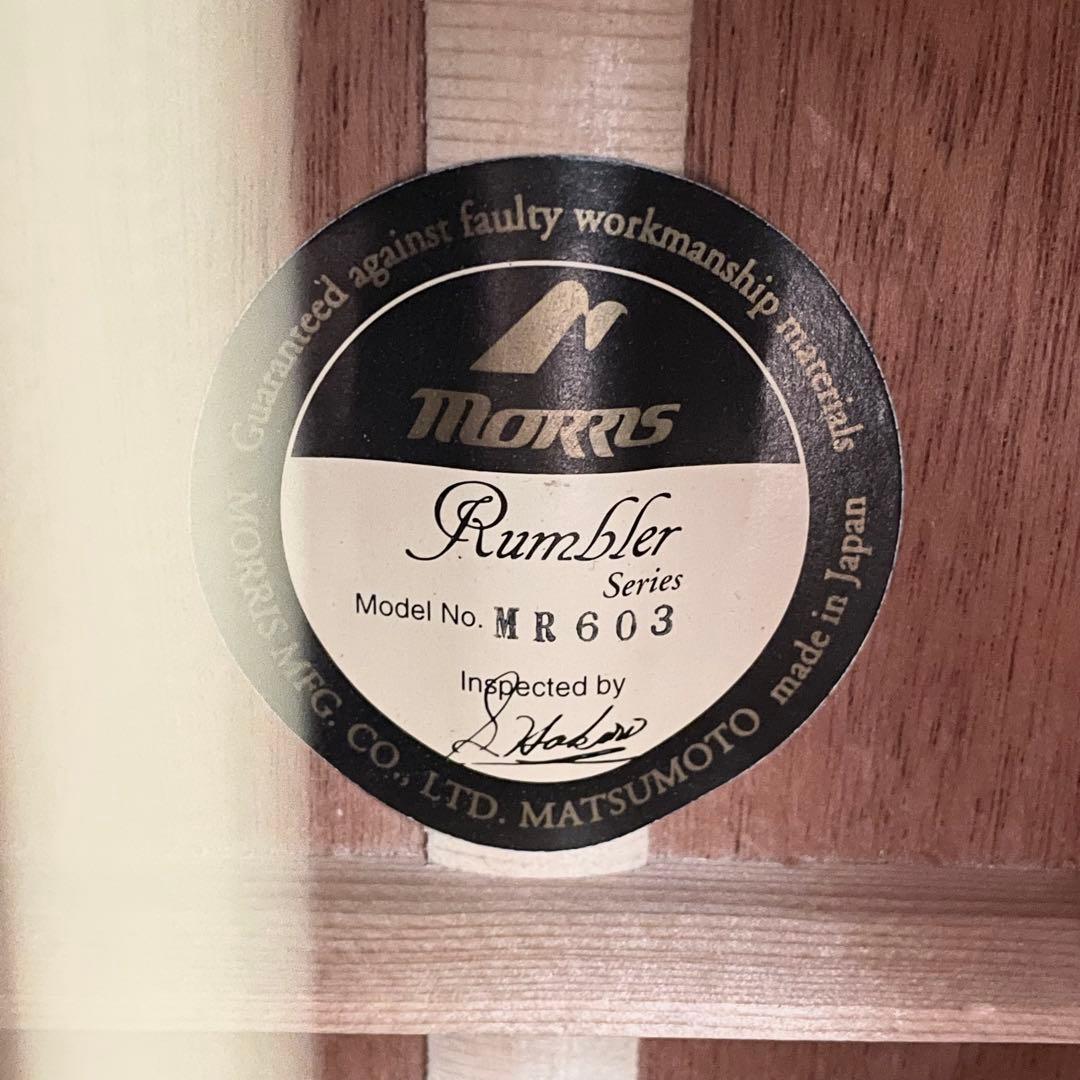 Guaranteed against faulty workmanship materials
MORRIS
Rumbler
Series
Model No. MR603
Inspected by
MORRIS MFG. CO., LTD. MATSUMOTO made in Japan